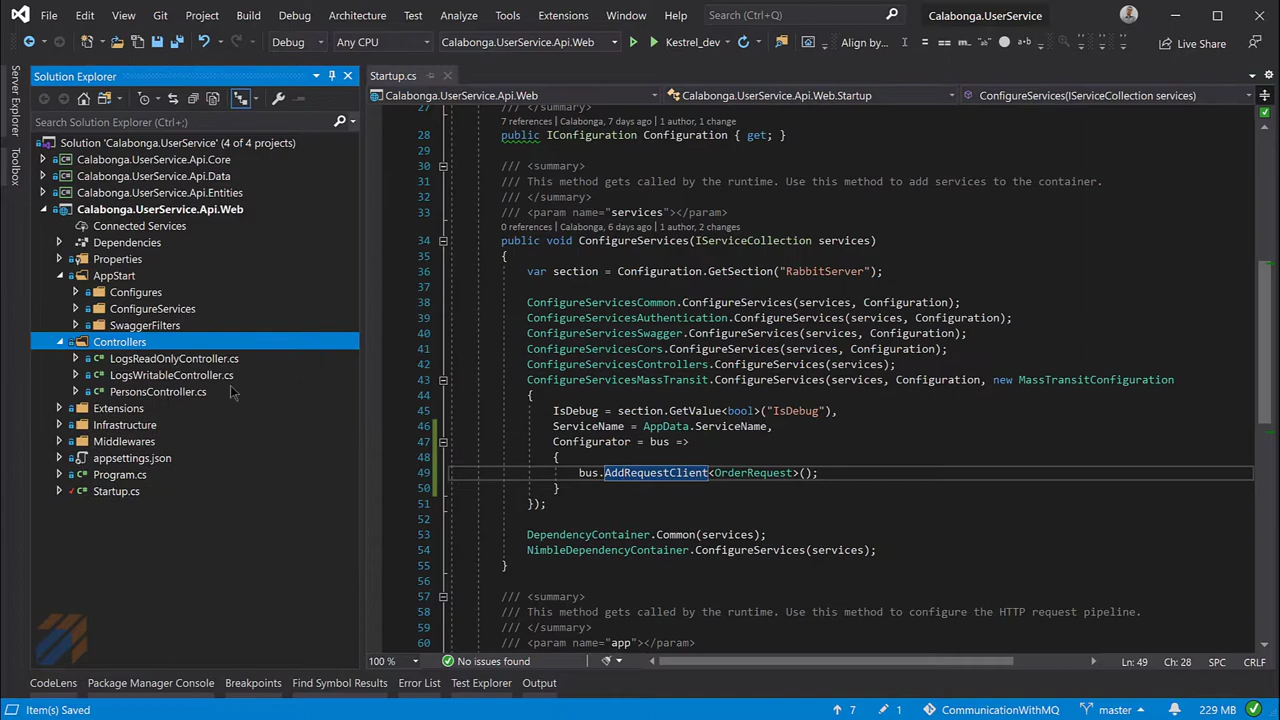 File Edit View Git Project Build Debug Architecture Test Analyze Tools Extensions Window Help Search (Ctrl+Q) Calabonga.UserService
Debug Any CPU Calabonga.UserService.Api.Web Kestrel_dev Align by... Live Share
Server Explorer
Toolbox
Solution Explorer
Search Solution Explorer (Ctrl+;)
Solution 'Calabonga.UserService' (4 of 4 projects)
Calabonga.UserService.Api.Core
Calabonga.UserService.Api.Data
Calabonga.UserService.Api.Entities
Calabonga.UserService.Api.Web
Connected Services
Dependencies
Properties
AppStart
Configures
ConfigureServices
SwaggerFilters
Controllers
LogsReadOnlyController.cs
LogsWritableController.cs
PersonsController.cs
Extensions
Infrastructure
Middlewares
appsettings.json
Program.cs
Startup.cs
Startup.cs
Calabonga.UserService.Api.Web Calabonga.UserService.Api.Web.Startup ConfigureServices(IServiceCollection services)
27 /// </summary>
7 references | Calabonga, 7 days ago | 1 author, 1 change
28 public IConfiguration Configuration { get; }
29
30 /// <summary>
31 /// This method gets called by the runtime. Use this method to add services to the container.
32 /// </summary>
33 /// <param name="services"></param>
0 references | Calabonga, 6 days ago | 1 author, 2 changes
34 public void ConfigureServices(IServiceCollection services)
35 {
36 var section = Configuration.GetSection("RabbitServer");
37
38 ConfigureServicesCommon.ConfigureServices(services, Configuration);
39 ConfigureServicesAuthentication.ConfigureServices(services, Configuration);
40 ConfigureServicesSwagger.ConfigureServices(services, Configuration);
41 ConfigureServicesCors.ConfigureServices(services, Configuration);
42 ConfigureServicesControllers.ConfigureServices(services);
43 ConfigureServicesMassTransit.ConfigureServices(services, Configuration, new MassTransitConfiguration
44 {
45 IsDebug = section.GetValue<bool>("IsDebug"),
46 ServiceName = AppData.ServiceName,
47 Configurator = bus =>
48 {
49 bus.AddRequestClient<OrderRequest>();
50 }
51 });
52
53 DependencyContainer.Common(services);
54 NimbleDependencyContainer.ConfigureServices(services);
55 }
56
57 /// <summary>
58 /// This method gets called by the runtime. Use this method to configure the HTTP request pipeline.
59 /// </summary>
60 /// <param name="app"></param>
100 % No issues found Ln: 49 Ch: 28 SPC CRLF
CodeLens Package Manager Console Breakpoints Find Symbol Results Error List Test Explorer Output
Item(s) Saved 7 1 CommunicationWithMQ master 229 MB